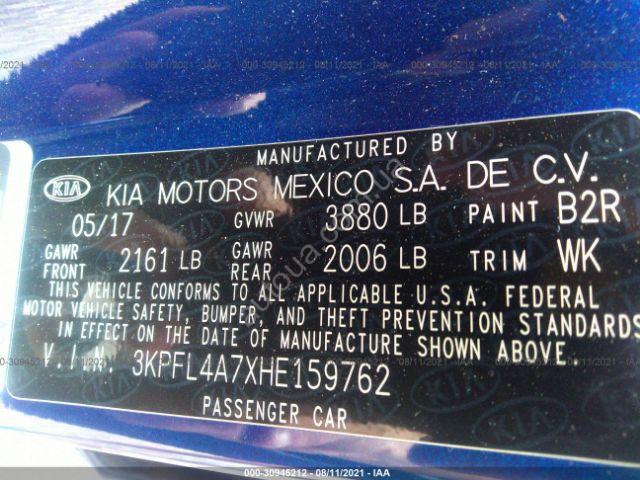 MANUFACTURED BY
KIA KIA MOTORS MEXICO S.A. DE C.V.
05/17 GVWR 3880 LB PAINT B2R
GAWR FRONT 2161 LB GAWR REAR 2006 LB TRIM WK
THIS VEHICLE CONFORMS TO ALL APPLICABLE U.S.A. FEDERAL
MOTOR VEHICLE SAFETY, BUMPER, AND THEFT PREVENTION STANDARDS
IN EFFECT ON THE DATE OF MANUFACTURE SHOWN ABOVE.
3KPFL4A7XHE159762
PASSENGER CAR
000-30945212 - 08/11/2021 - IAA